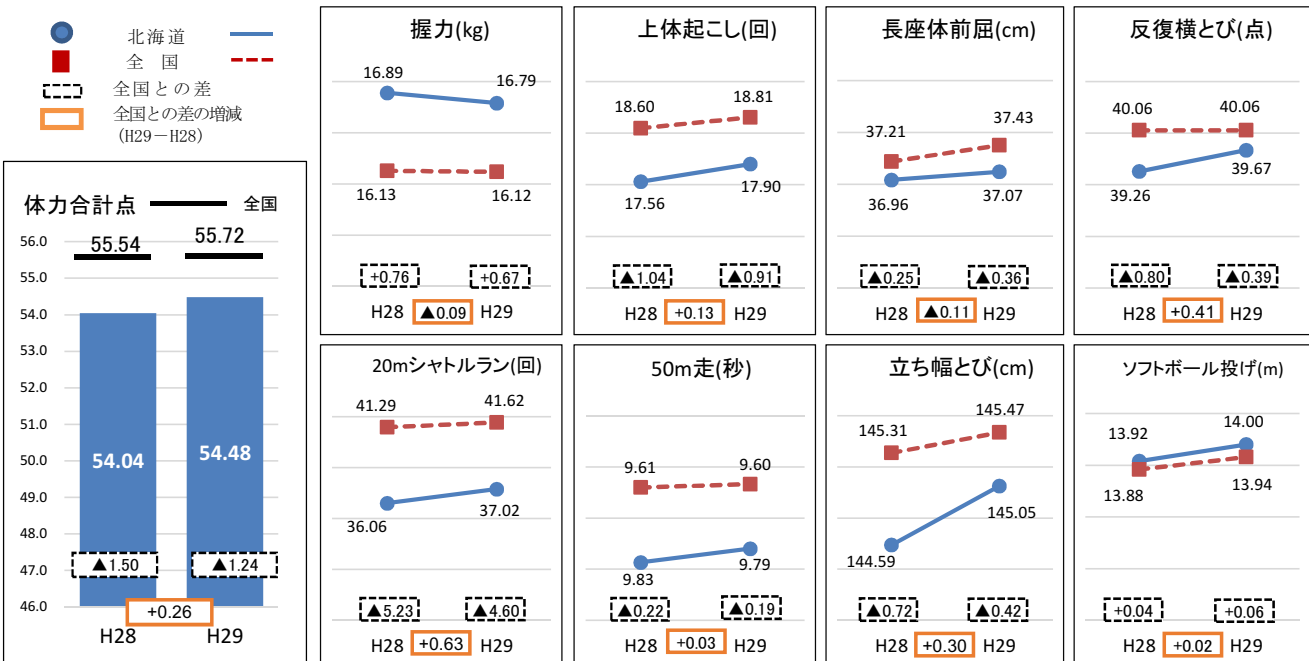 北海道
全国
全国との差
全国との差の増減
(H29－H28)
体力合計点 全国
56.0
55.0
54.0
53.0
52.0
51.0
50.0
49.0
48.0
47.0
46.0
55.54 55.72
54.04 54.48
▲1.50 ▲1.24
+0.26
H28 H29
握力(kg)
16.89 16.79
16.13 16.12
+0.76 +0.67
H28 ▲0.09 H29
上体起こし(回)
18.60 18.81
17.56 17.90
▲1.04 ▲0.91
H28 +0.13 H29
長座体前屈(cm)
37.21 37.43
36.96 37.07
▲0.25 ▲0.36
H28 ▲0.11 H29
反復横とび(点)
40.06 40.06
39.26 39.67
▲0.80 ▲0.39
H28 +0.41 H29
20mシャトルラン(回)
41.29 41.62
36.06 37.02
▲5.23 ▲4.60
H28 +0.63 H29
50m走(秒)
9.61 9.60
9.83 9.79
▲0.22 ▲0.19
H28 +0.03 H29
立ち幅とび(cm)
145.31 145.47
144.59 145.05
▲0.72 ▲0.42
H28 +0.30 H29
ソフトボール投げ(m)
13.92 14.00
13.88 13.94
+0.04 +0.06
H28 +0.02 H29